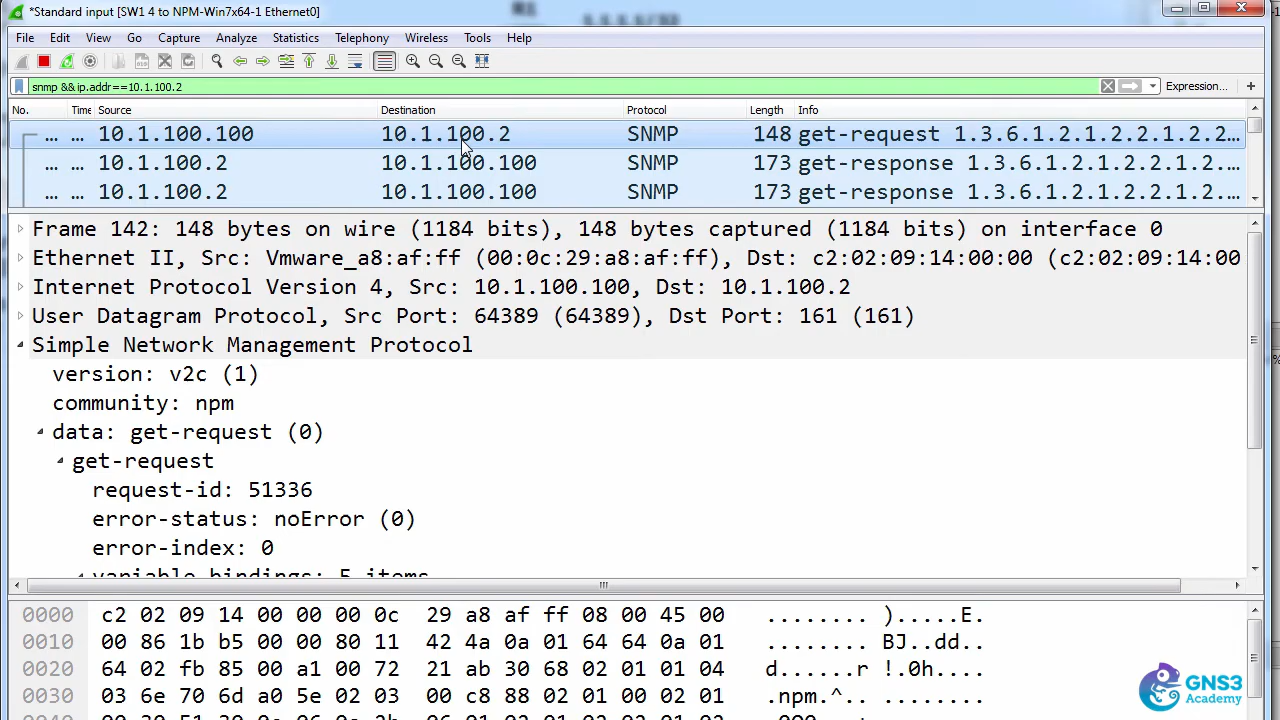 *Standard input [SW1 4 to NPM-Win7x64-1 Ethernet0]
File Edit View Go Capture Analyze Statistics Telephony Wireless Tools Help
snmp && ip.addr==10.1.100.2 Expression... +
No. Time Source Destination Protocol Length Info
... ... 10.1.100.100 10.1.100.2 SNMP 148 get-request 1.3.6.1.2.1.2.2.1.2.2...
... ... 10.1.100.2 10.1.100.100 SNMP 173 get-response 1.3.6.1.2.1.2.2.1.2....
... ... 10.1.100.2 10.1.100.100 SNMP 173 get-response 1.3.6.1.2.1.2.2.1.2....
Frame 142: 148 bytes on wire (1184 bits), 148 bytes captured (1184 bits) on interface 0
Ethernet II, Src: Vmware_a8:af:ff (00:0c:29:a8:af:ff), Dst: c2:02:09:14:00:00 (c2:02:09:14:00
Internet Protocol Version 4, Src: 10.1.100.100, Dst: 10.1.100.2
User Datagram Protocol, Src Port: 64389 (64389), Dst Port: 161 (161)
Simple Network Management Protocol
version: v2c (1)
community: npm
data: get-request (0)
get-request
request-id: 51336
error-status: noError (0)
error-index: 0
variable-bindings: 5 items
0000 c2 02 09 14 00 00 00 0c 29 a8 af ff 08 00 45 00 ........ ).....E.
0010 00 86 1b b5 00 00 80 11 42 4a 0a 01 64 64 0a 01 ........ BJ..dd..
0020 64 02 fb 85 00 a1 00 72 21 ab 30 68 02 01 01 04 d......r !.0h....
0030 03 6e 70 6d a0 5e 02 03 00 c8 88 02 01 00 02 01 .npm.^.. ........
GNS3
Academy